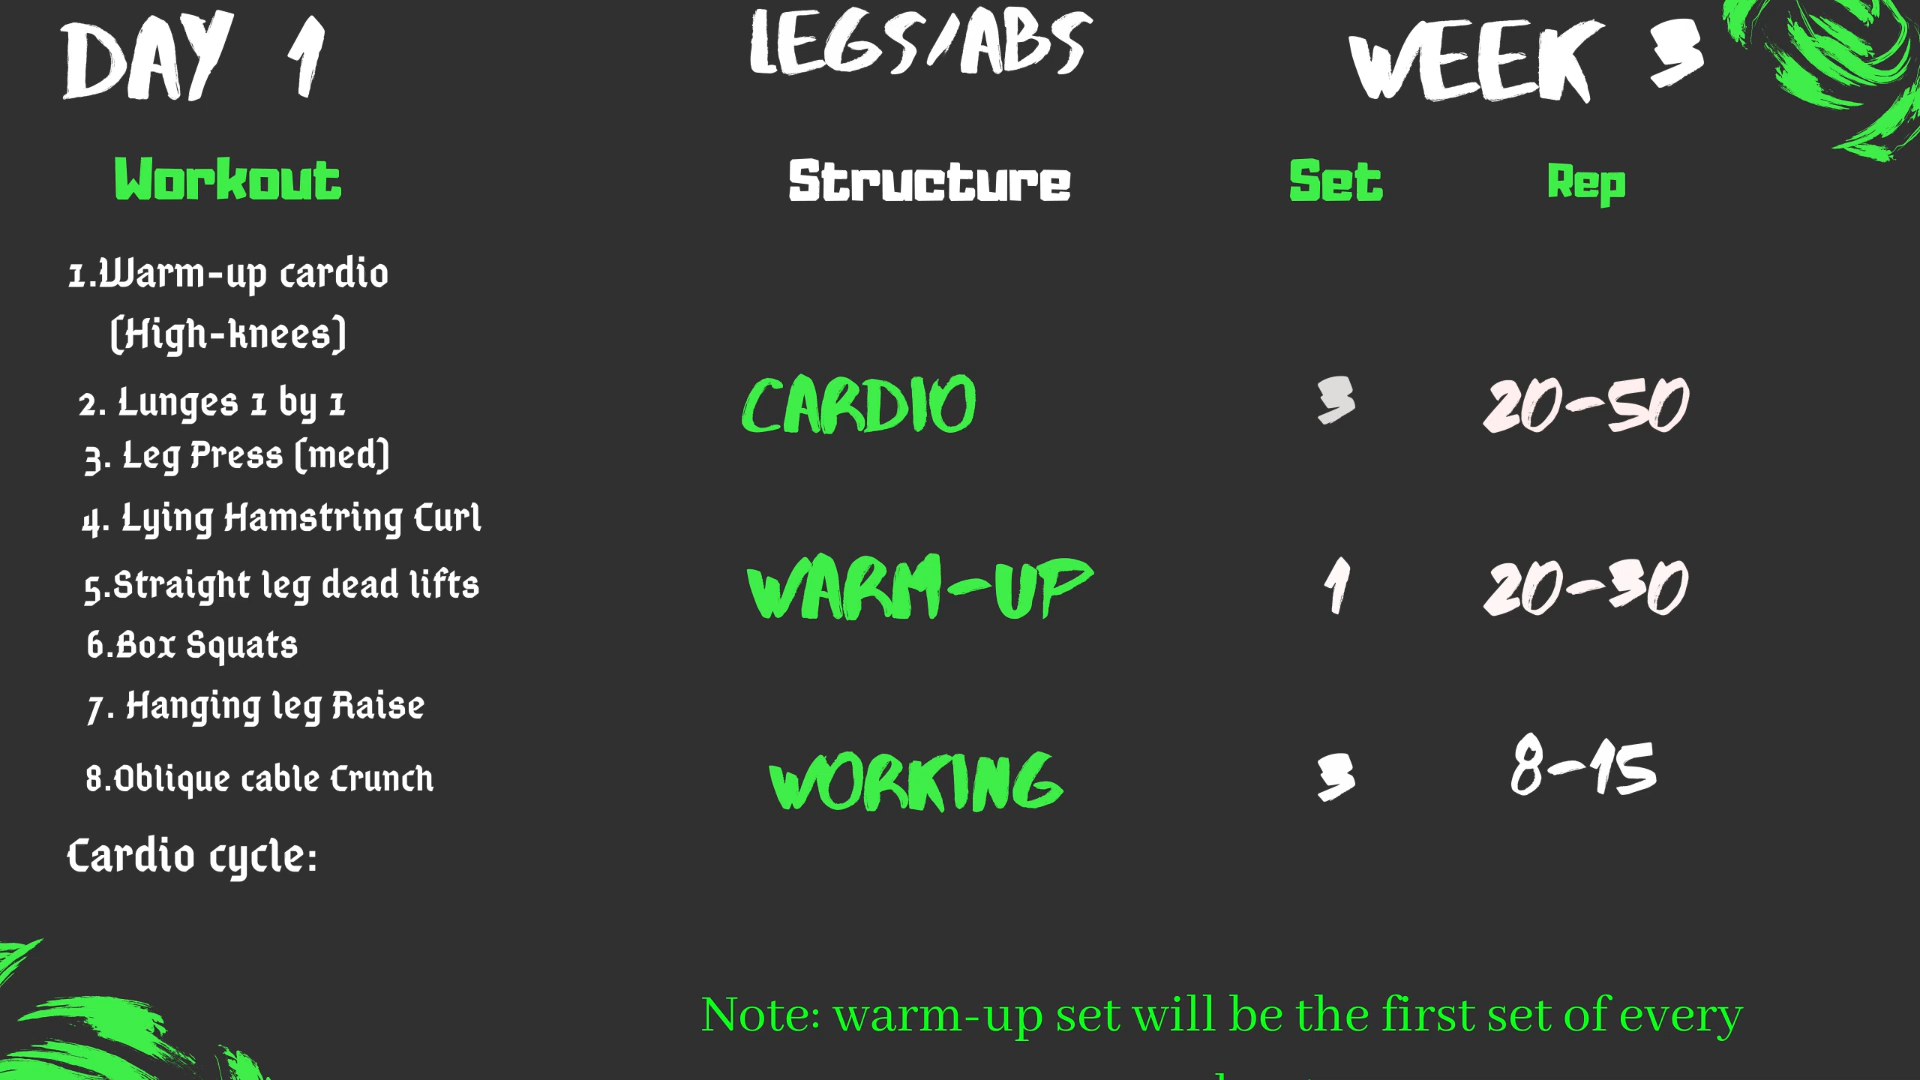 DAY 1
LEGS/ABS
WEEK 3
Workout
Structure
Set
Rep
1.Warm-up cardio
(High-knees)
2. Lunges 1 by 1
3. Leg Press (med)
4. Lying Hamstring Curl
5.Straight leg dead lifts
6.Box Squats
7. Hanging leg Raise
8.Oblique cable Crunch
Cardio cycle:
CARDIO
3
20-50
WARM-UP
1
20-30
WORKING
3
8-15
Note: warm-up set will be the first set of every